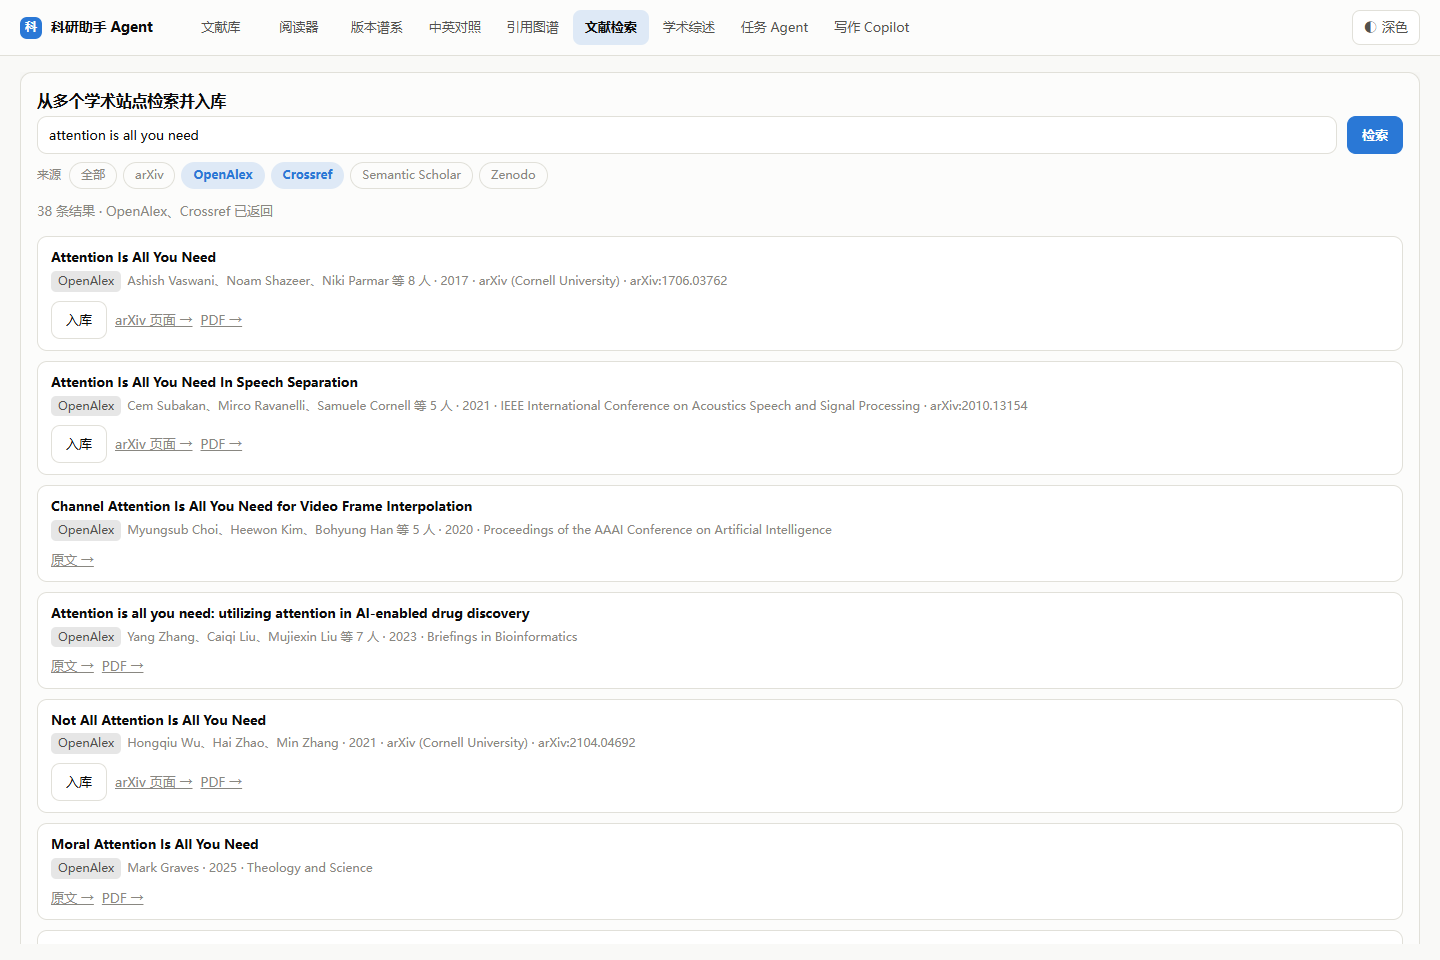 科 科研助手 Agent 文献库 阅读器 版本谱系 中英对照 引用图谱 文献检索 学术综述 任务 Agent 写作 Copilot 深色
从多个学术站点检索并入库
attention is all you need 检索
来源 全部 arXiv OpenAlex Crossref Semantic Scholar Zenodo
38 条结果 · OpenAlex、Crossref 已返回
Attention Is All You Need
OpenAlex Ashish Vaswani、Noam Shazeer、Niki Parmar 等 8 人 · 2017 · arXiv (Cornell University) · arXiv:1706.03762
入库 arXiv 页面 → PDF →
Attention Is All You Need In Speech Separation
OpenAlex Cem Subakan、Mirco Ravanelli、Samuele Cornell 等 5 人 · 2021 · IEEE International Conference on Acoustics Speech and Signal Processing · arXiv:2010.13154
入库 arXiv 页面 → PDF →
Channel Attention Is All You Need for Video Frame Interpolation
OpenAlex Myungsub Choi、Heewon Kim、Bohyung Han 等 5 人 · 2020 · Proceedings of the AAAI Conference on Artificial Intelligence
原文 →
Attention is all you need: utilizing attention in AI-enabled drug discovery
OpenAlex Yang Zhang、Caiqi Liu、Mujiexin Liu 等 7 人 · 2023 · Briefings in Bioinformatics
原文 → PDF →
Not All Attention Is All You Need
OpenAlex Hongqiu Wu、Hai Zhao、Min Zhang · 2021 · arXiv (Cornell University) · arXiv:2104.04692
入库 arXiv 页面 → PDF →
Moral Attention Is All You Need
OpenAlex Mark Graves · 2025 · Theology and Science
原文 → PDF →